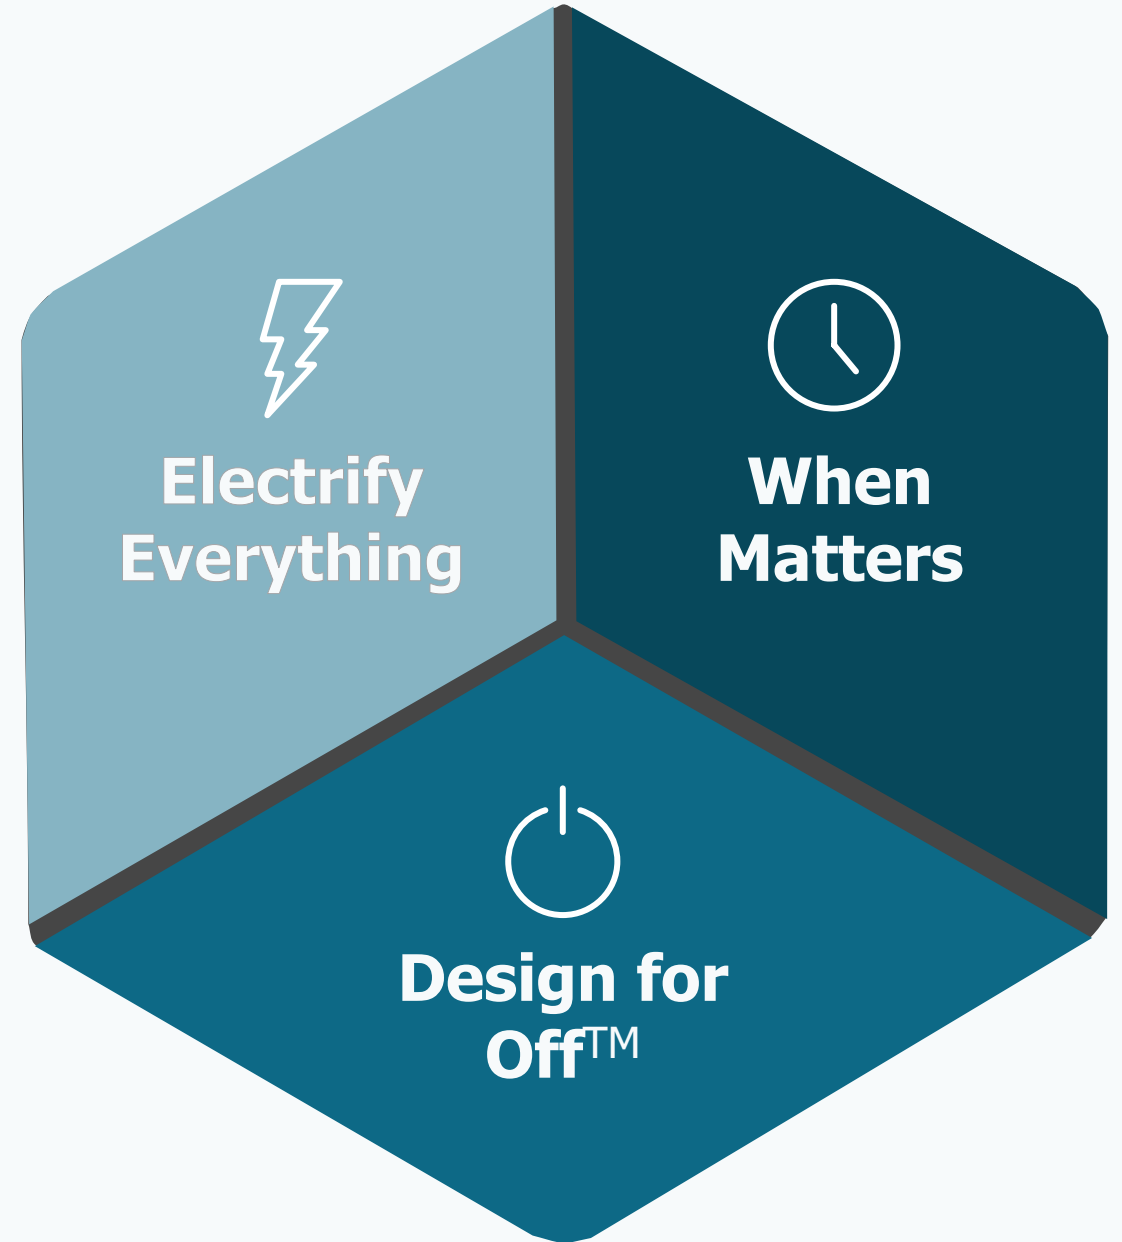 Electrify
Everything
When
Matters
Design for
Off™